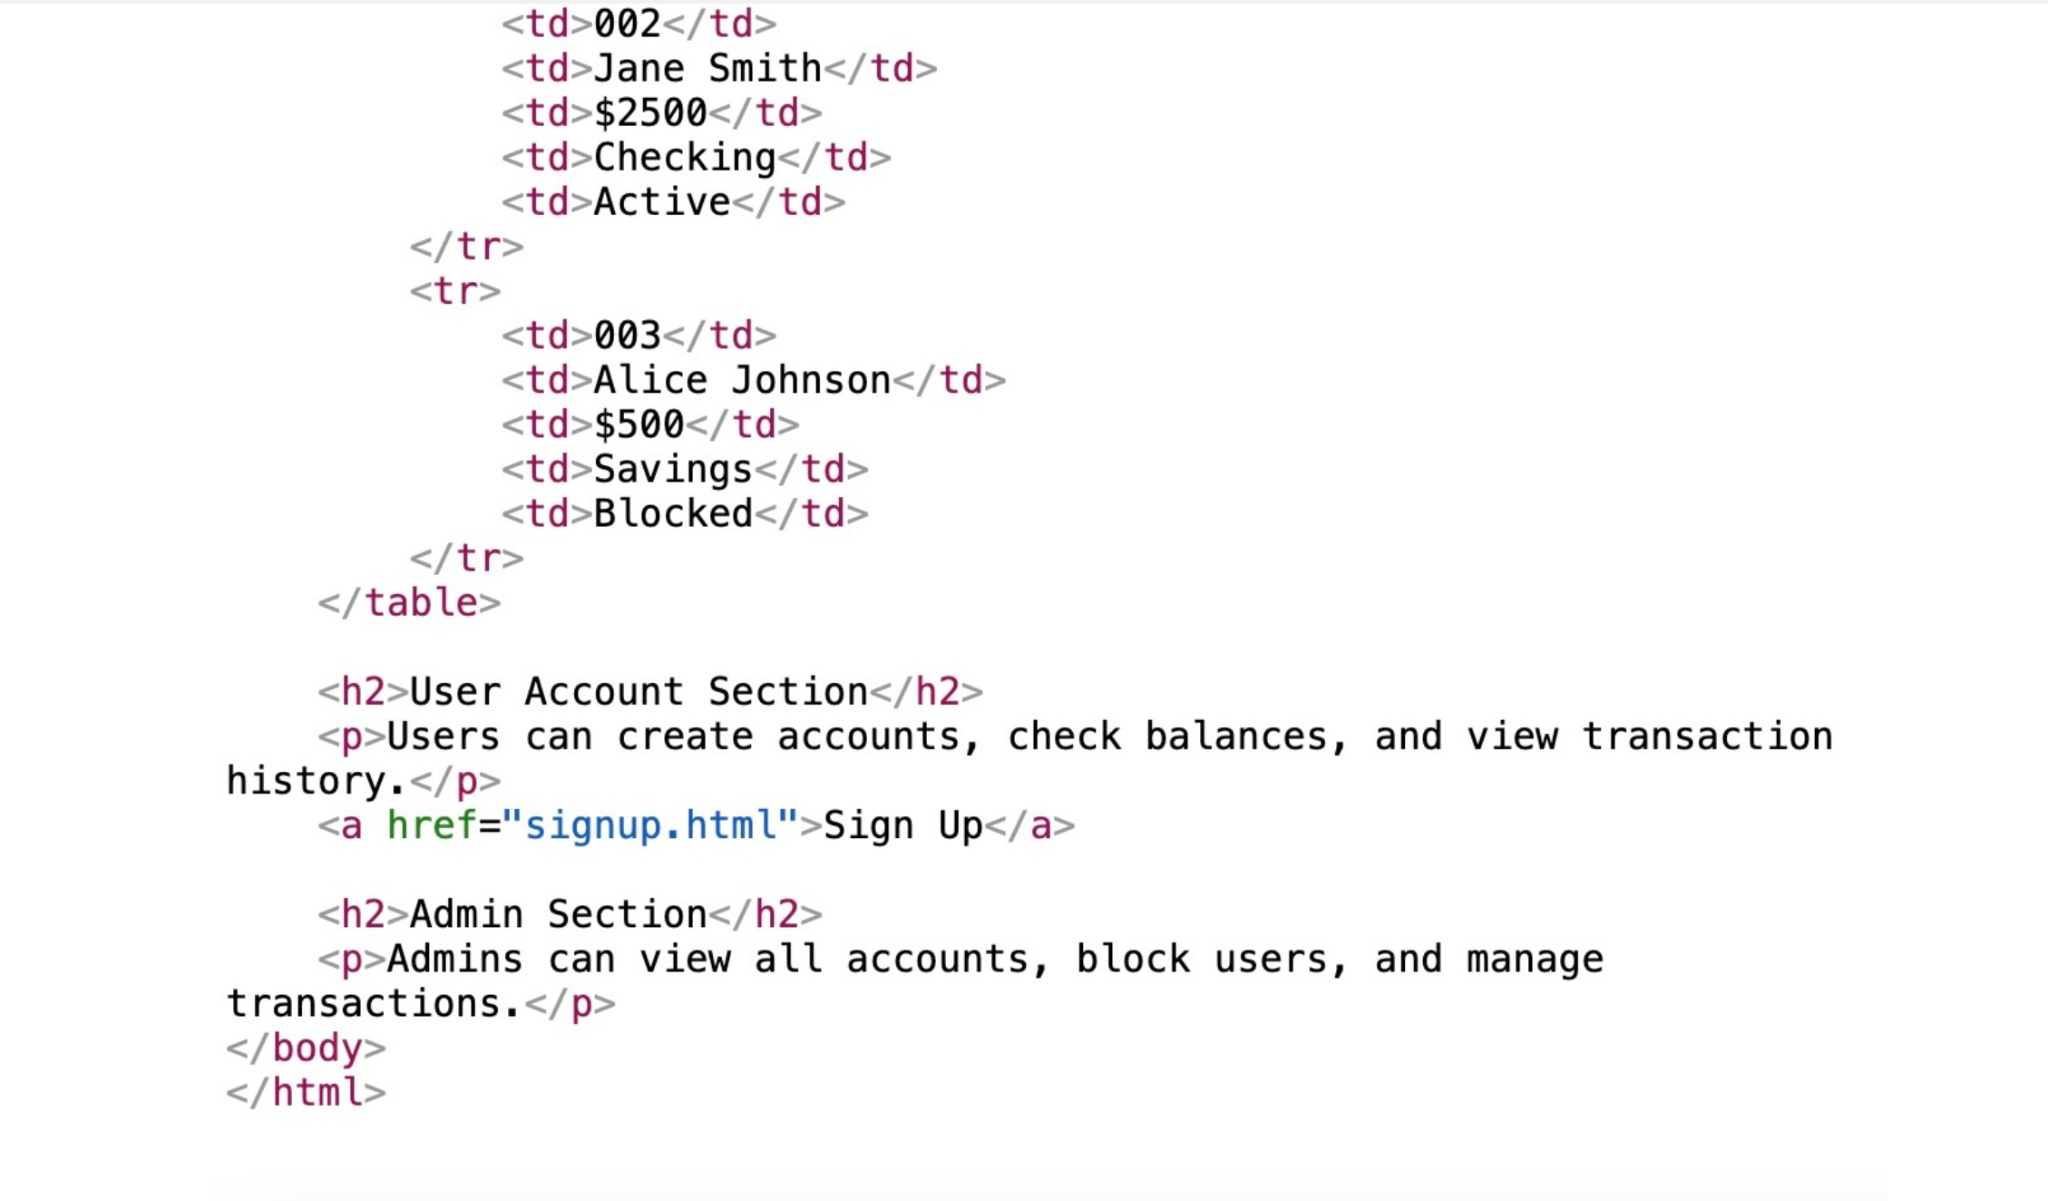 <td>002</td>
<td>Jane Smith</td>
<td>$2500</td>
<td>Checking</td>
<td>Active</td>
</tr>
<tr>
<td>003</td>
<td>Alice Johnson</td>
<td>$500</td>
<td>Savings</td>
<td>Blocked</td>
</tr>
</table>
<h2>User Account Section</h2>
<p>Users can create accounts, check balances, and view transaction
history.</p>
<a href="signup.html">Sign Up</a>
<h2>Admin Section</h2>
<p>Admins can view all accounts, block users, and manage
transactions.</p>
</body>
</html>